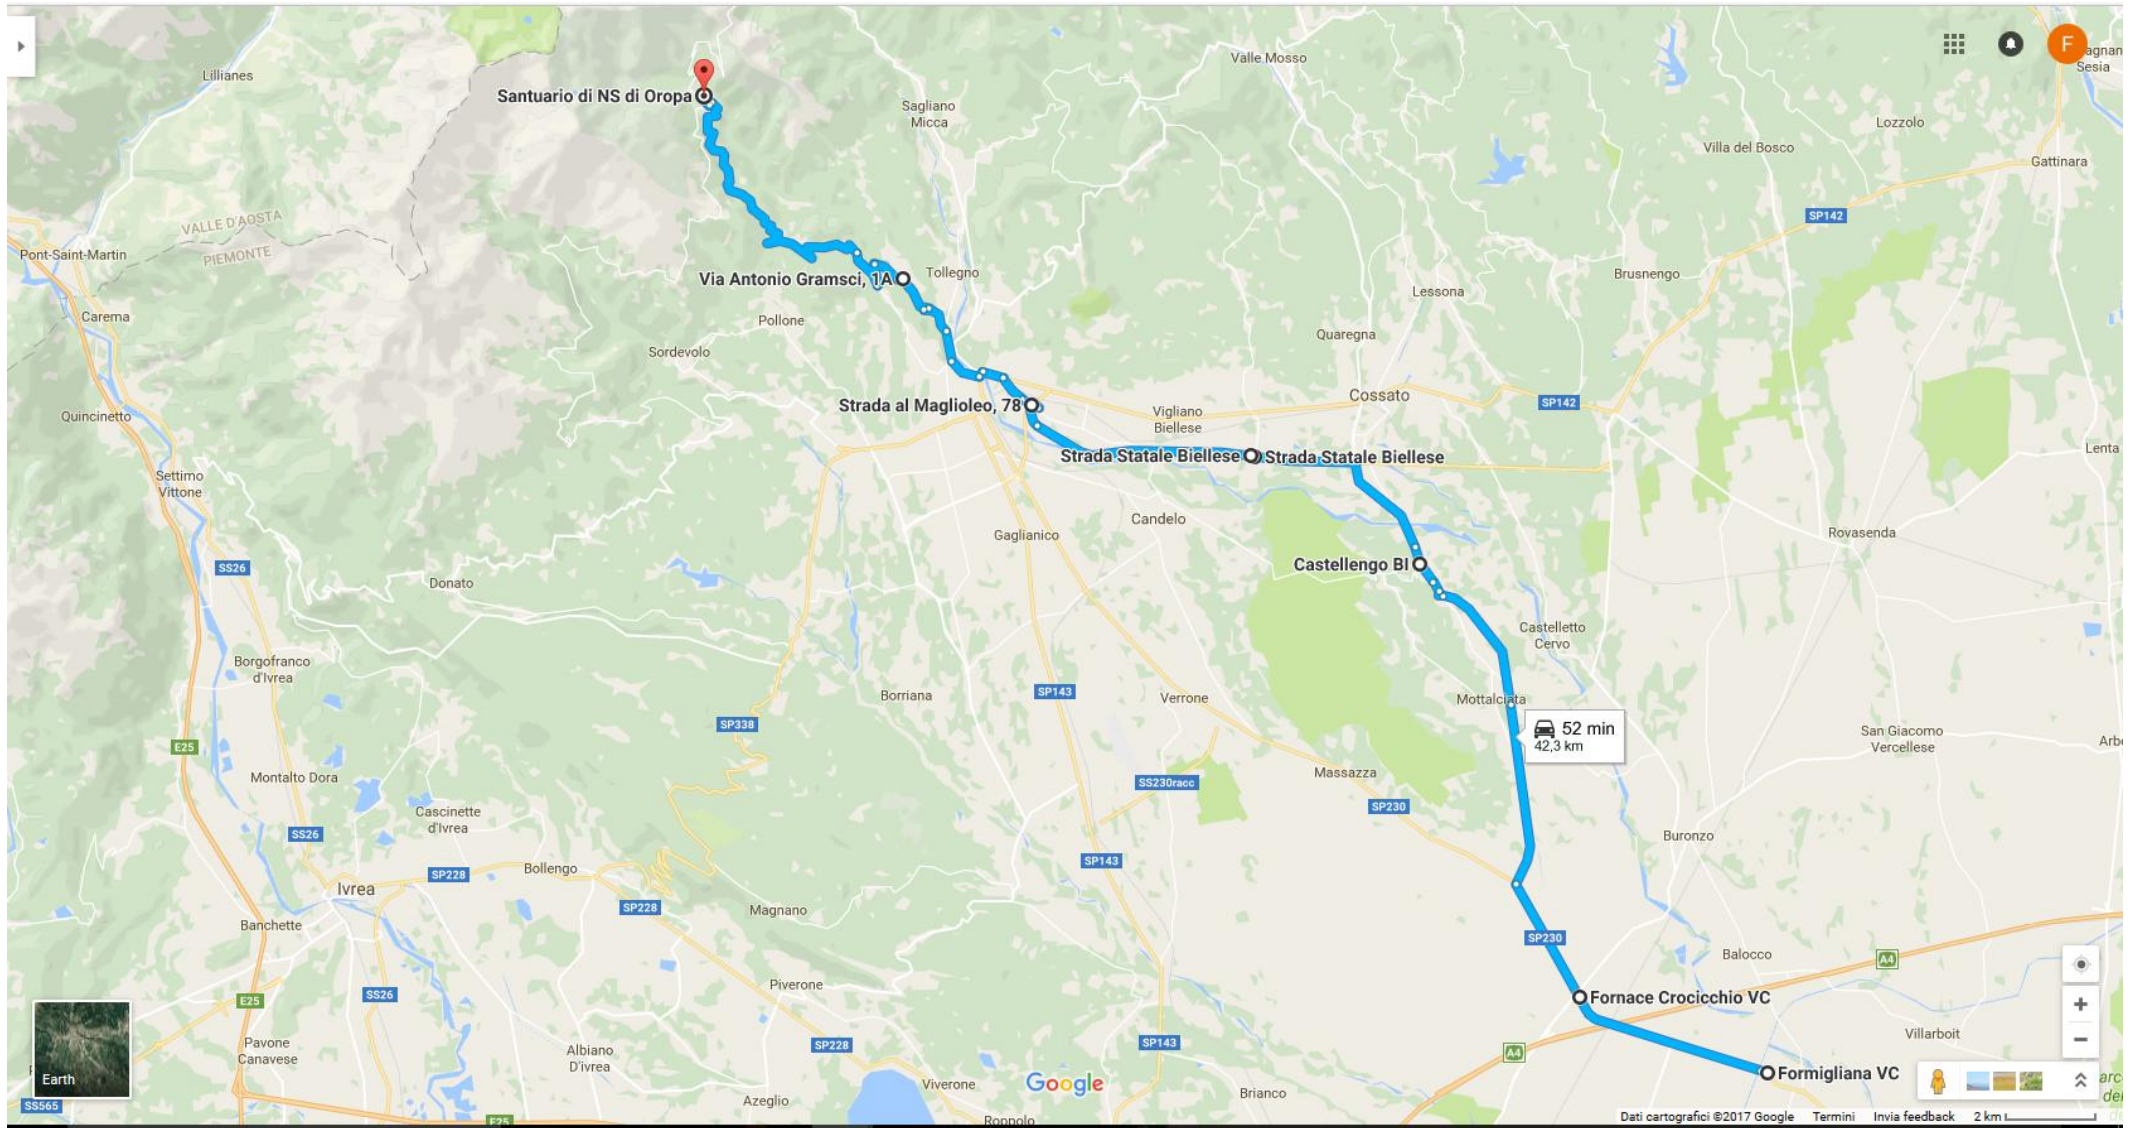 Lillianes
Valle Mosso
F
Sesia
Santuario di NS di Oropa
Sagliano
Micca
Lozzolo
Villa del Bosco
Gattinara
VALLE D'AOSTA
PIEMONTE
SP142
Pont-Saint-Martin
Via Antonio Gramsci, 1A
Tollegno
Brusnengo
Lessona
Carema
Pollone
Quaregna
Sordevolo
Cossato
SP142
Strada al Maglioleo, 78
Vigliano
Biellese
Quincinetto
Strada Statale Biellese
Strada Statale Biellese
Lenta
Settimo
Vittone
Candelo
Gaglianico
Rovasenda
Castellengo BI
SS26
Donato
Castelletto
Cervo
Borgofranco
d'Ivrea
Borriana
SP143
Verrone
Mottalciata
SP338
52 min
42,3 km
San Giacomo
Vercellese
E25
Montalto Dora
Massazza
SS230racc
SP230
Cascinette
d'Ivrea
SS26
Buronzo
SP143
Bollengo
SP228
Ivrea
SP228
Magnano
Banchette
SP230
Balocco
A4
Piverone
SS26
E25
Fornace Crocicchio VC
Pavone
Canavese
Albiano
D'ivrea
SP228
SP143
A4
Villarboit
Earth
Formigliana VC
Viverone
Google
Brianco
Azeglio
SS565
E25
Roppolo
Dati cartografici ©2017 Google Termini Invia feedback 2 km